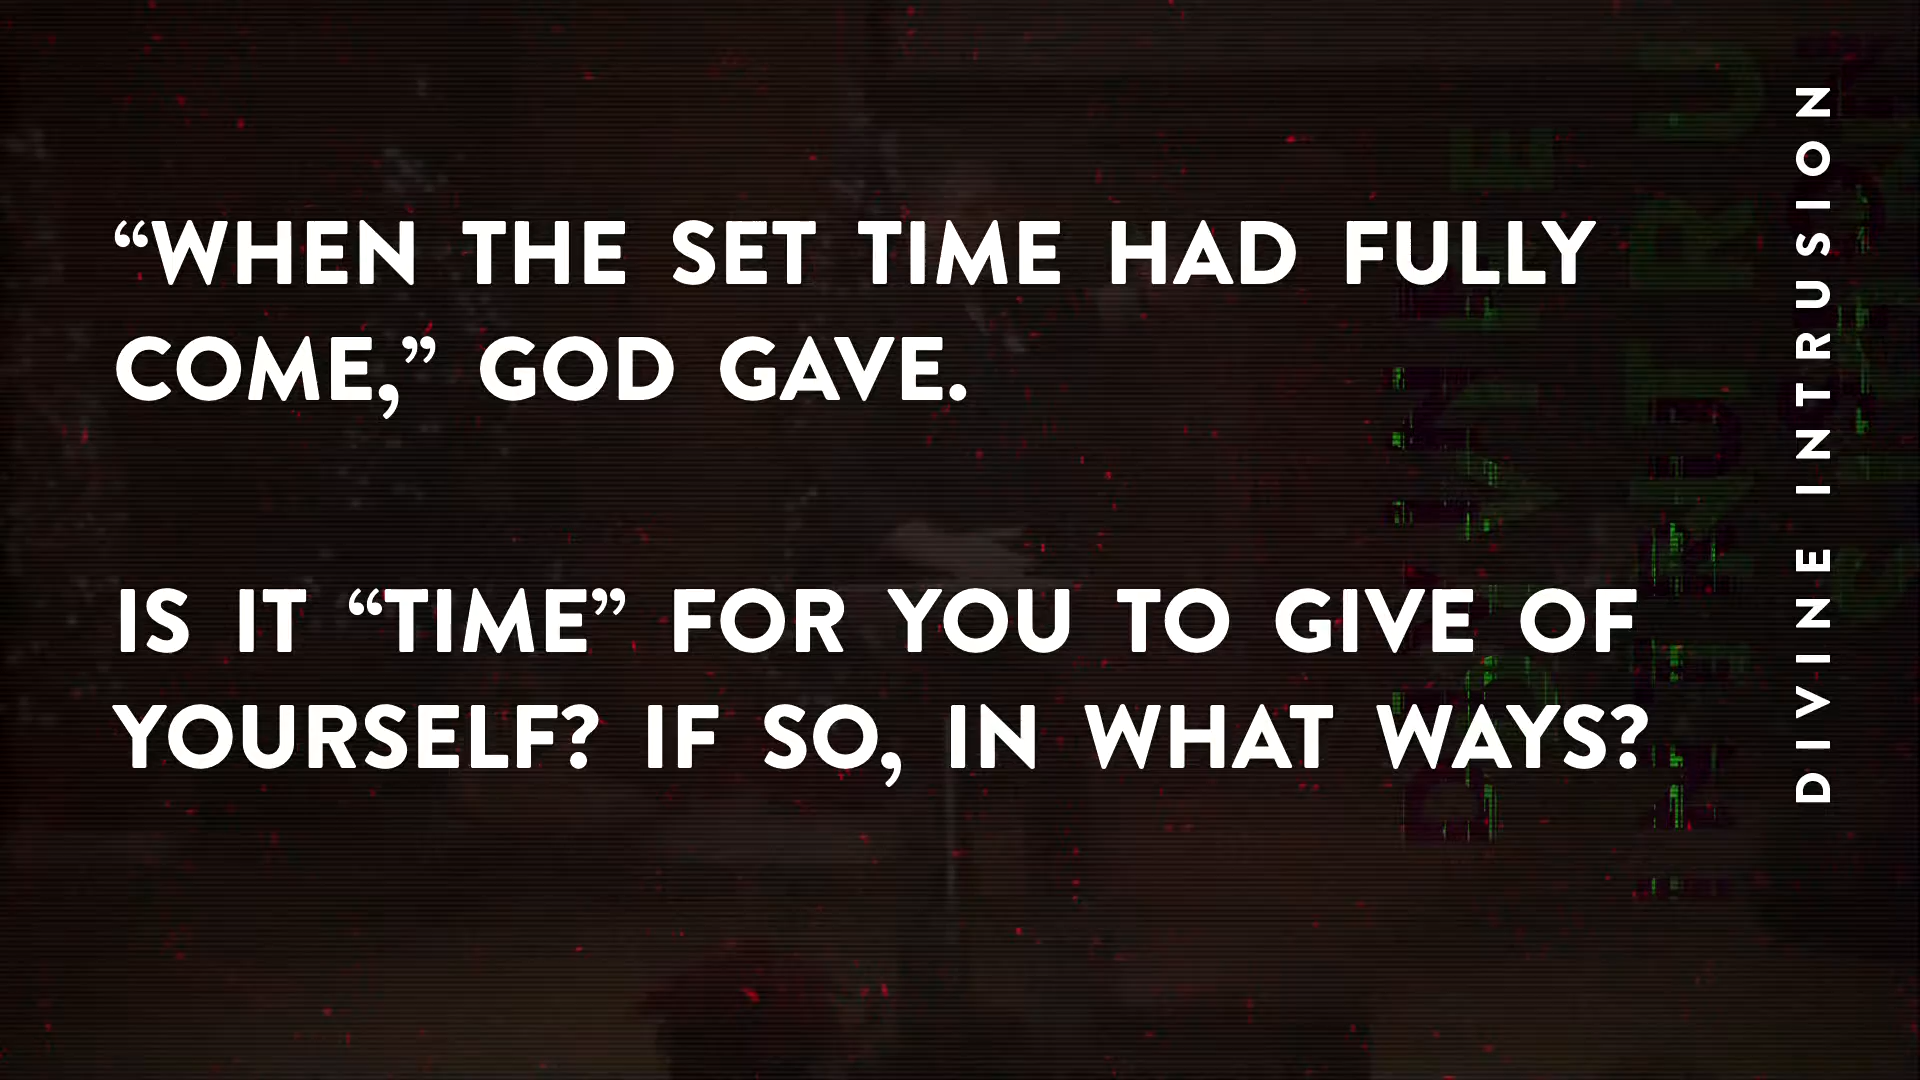 “WHEN THE SET TIME HAD FULLY
COME,” GOD GAVE.
IS IT “TIME” FOR YOU TO GIVE OF
YOURSELF? IF SO, IN WHAT WAYS?
DIVINE INTRUSION